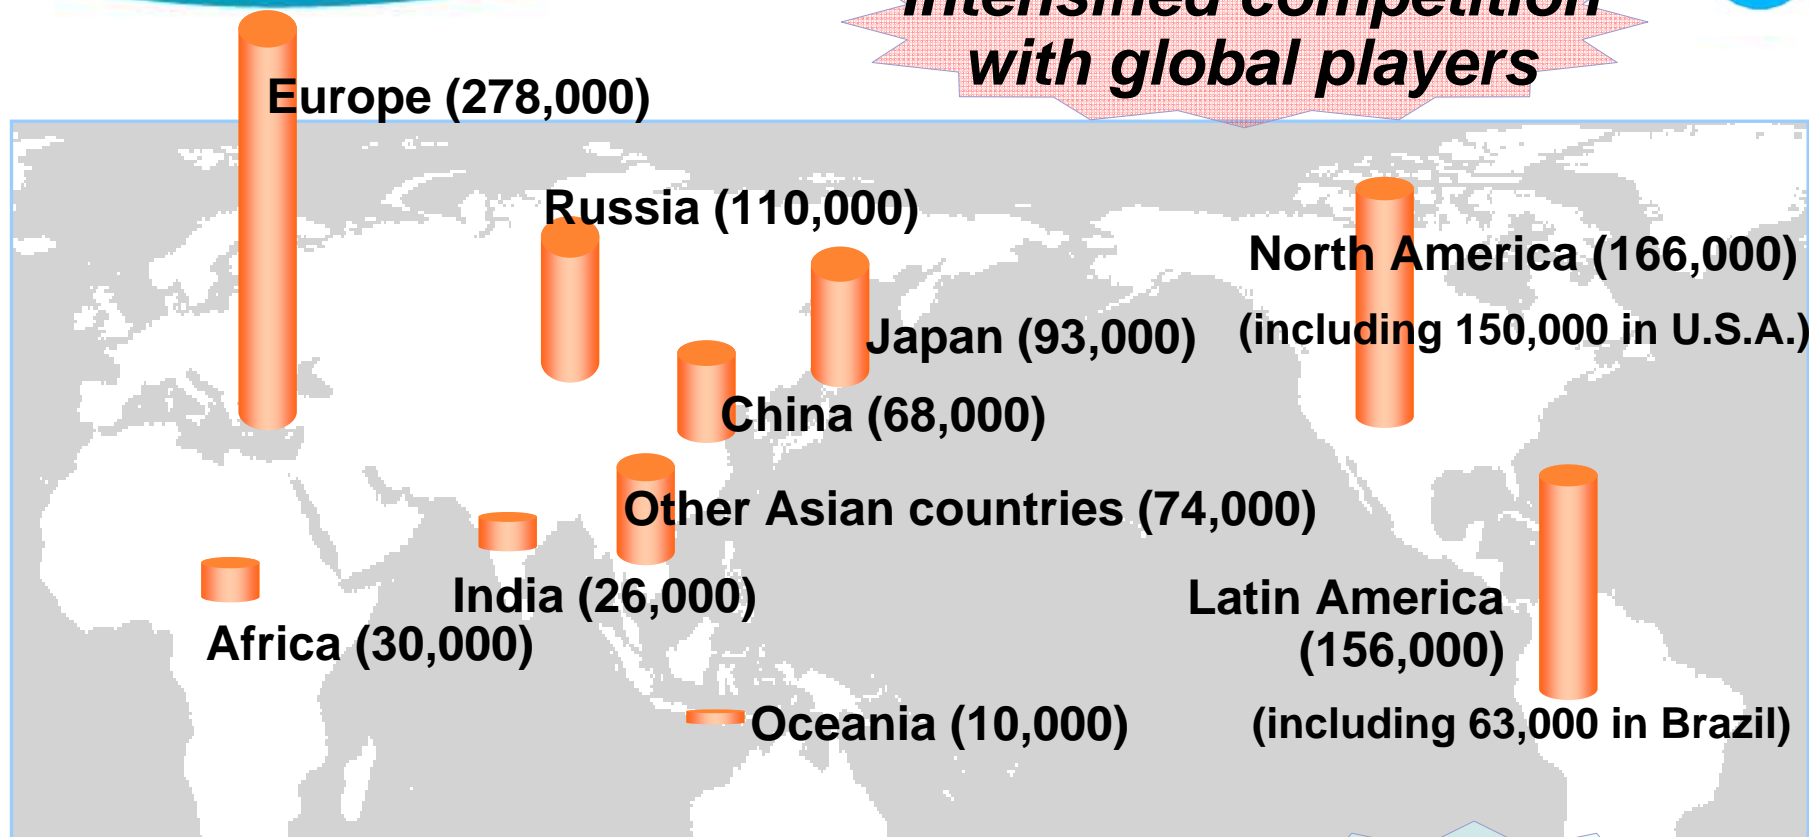 Intensified competition
with global players
Europe (278,000)
Russia (110,000)
North America (166,000)
(including 150,000 in U.S.A.)
Japan (93,000)
China (68,000)
Other Asian countries (74,000)
India (26,000)
Africa (30,000)
Latin America
(156,000)
(including 63,000 in Brazil)
Oceania (10,000)